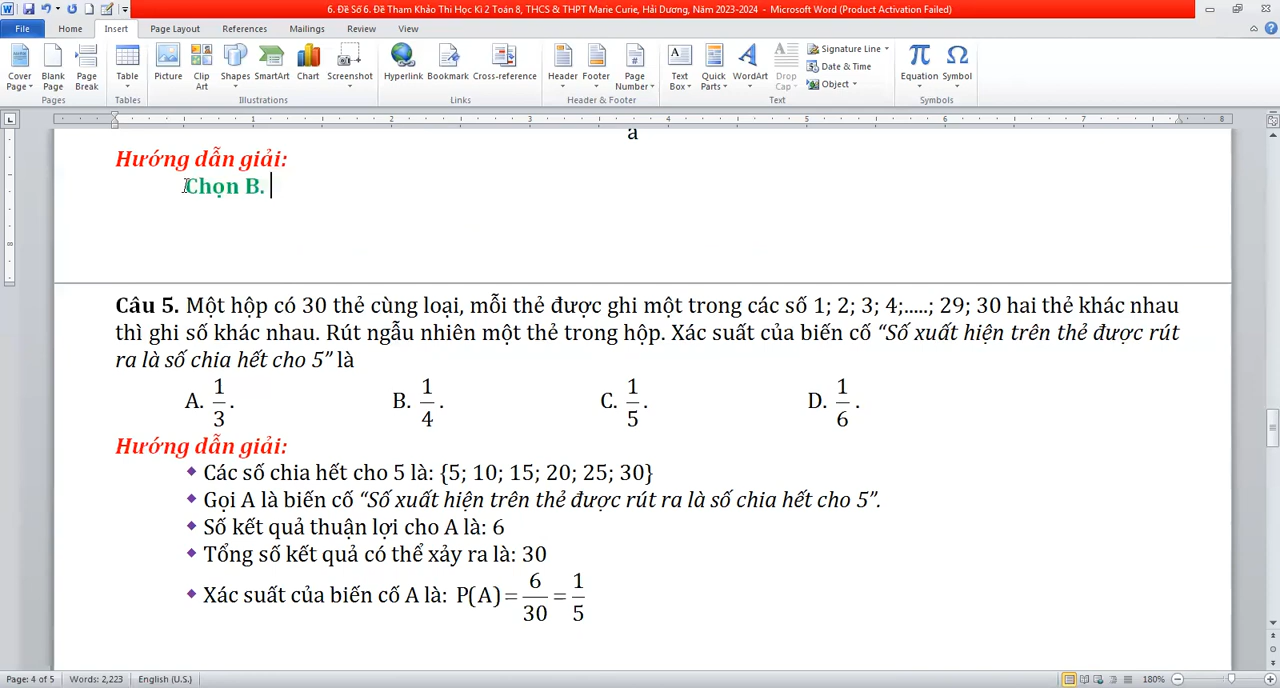 6. Đề Số 6. Đề Tham Khảo Thi Học Kì 2 Toán 8, THCS & THPT Marie Curie, Hải Dương, Năm 2023-2024 - Microsoft Word (Product Activation Failed)
File Home Insert Page Layout References Mailings Review View
Cover Page Blank Page Page Break Table Picture Clip Art Shapes SmartArt Chart Screenshot Hyperlink Bookmark Cross-reference Header Footer Page Number Text Box Quick Parts WordArt Drop Cap Signature Line Date & Time Object Equation Symbol
Pages Tables Illustrations Links Header & Footer Text Symbols
1 2 3 4 5 6 7 8
a
Hướng dẫn giải:
Chọn B.
Câu 5. Một hộp có 30 thẻ cùng loại, mỗi thẻ được ghi một trong các số 1; 2; 3; 4;.....; 29; 30 hai thẻ khác nhau
thì ghi số khác nhau. Rút ngẫu nhiên một thẻ trong hộp. Xác suất của biến cố “Số xuất hiện trên thẻ được rút
ra là số chia hết cho 5” là
A. 1/3. B. 1/4. C. 1/5. D. 1/6.
Hướng dẫn giải:
Các số chia hết cho 5 là: {5; 10; 15; 20; 25; 30}
Gọi A là biến cố “Số xuất hiện trên thẻ được rút ra là số chia hết cho 5”.
Số kết quả thuận lợi cho A là: 6
Tổng số kết quả có thể xảy ra là: 30
Xác suất của biến cố A là: P(A) = 6/30 = 1/5
Page: 4 of 5 Words: 2,223 English (U.S.) 180%